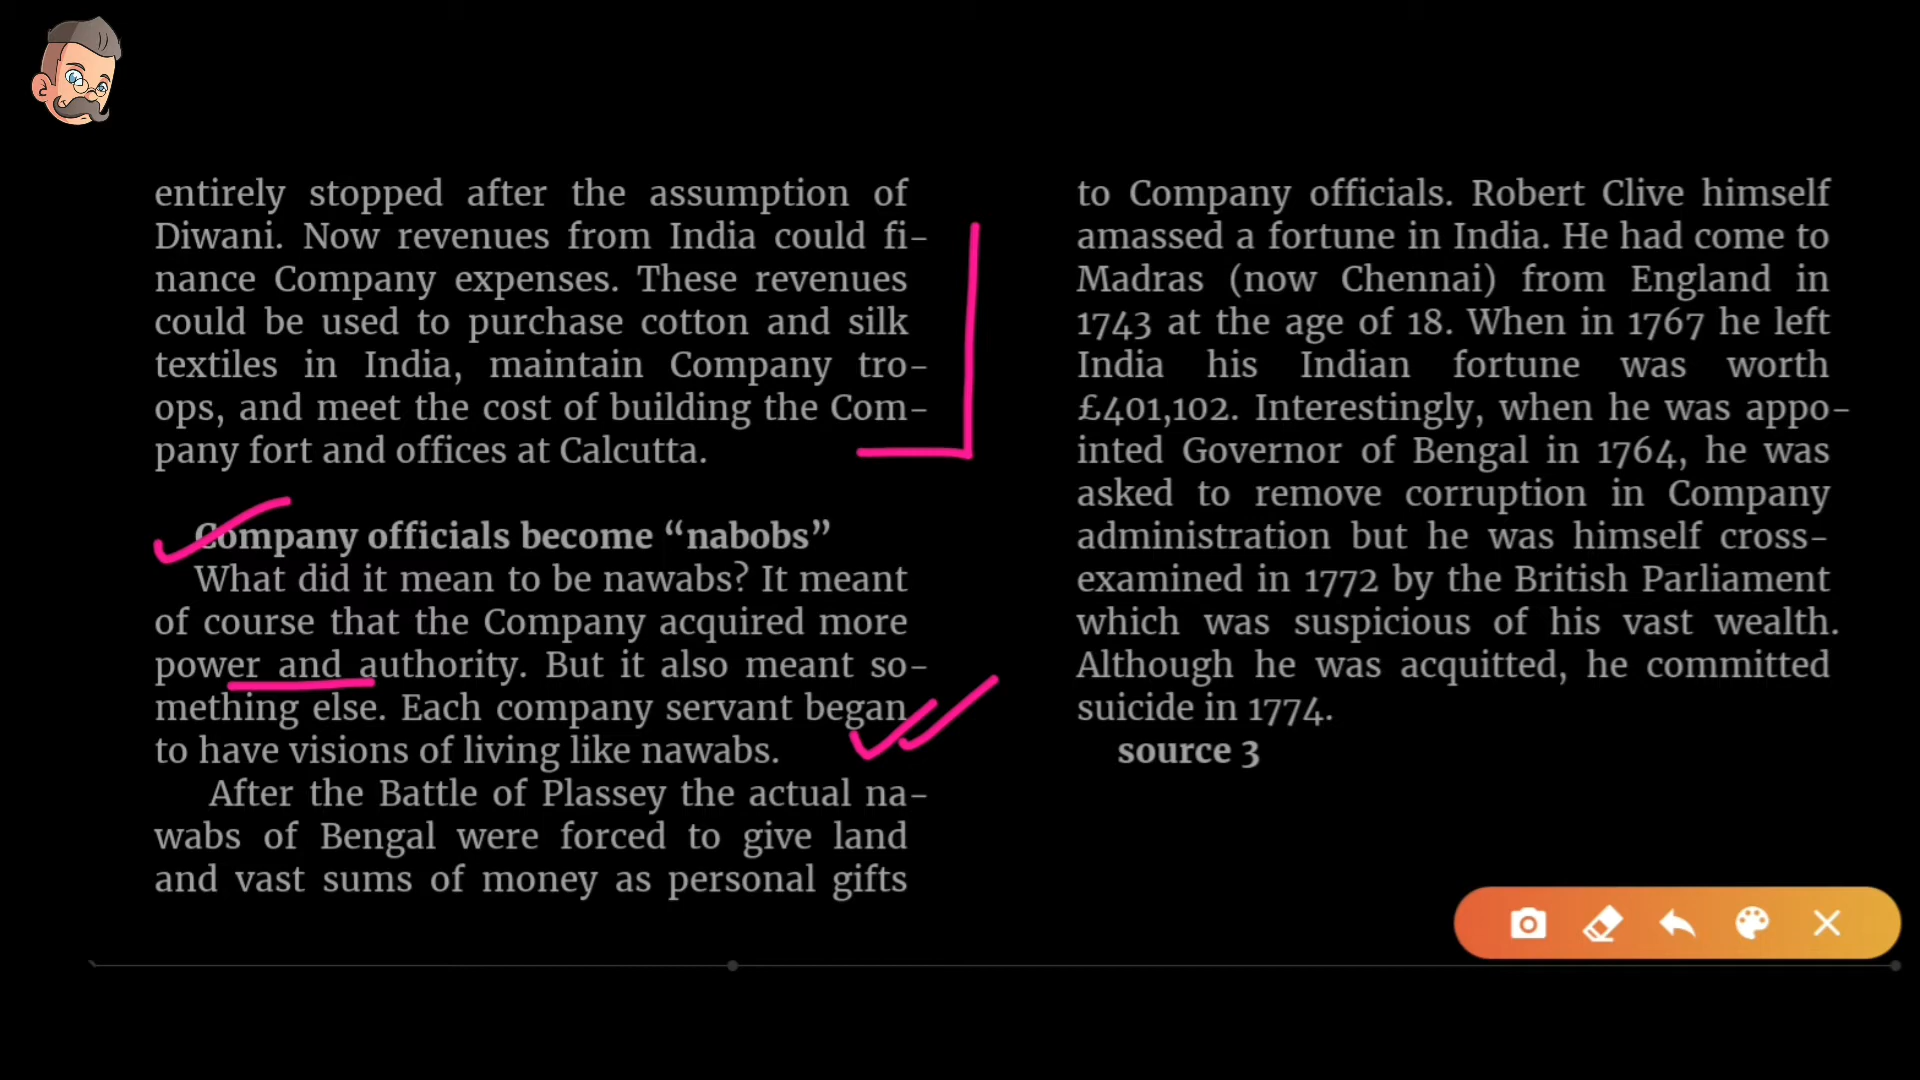 entirely stopped after the assumption of
Diwani. Now revenues from India could fi-
nance Company expenses. These revenues
could be used to purchase cotton and silk
textiles in India, maintain Company tro-
ops, and meet the cost of building the Com-
pany fort and offices at Calcutta.
Company officials become “nabobs”
What did it mean to be nawabs? It meant
of course that the Company acquired more
power and authority. But it also meant so-
mething else. Each company servant began
to have visions of living like nawabs.
After the Battle of Plassey the actual na-
wabs of Bengal were forced to give land
and vast sums of money as personal gifts
to Company officials. Robert Clive himself
amassed a fortune in India. He had come to
Madras (now Chennai) from England in
1743 at the age of 18. When in 1767 he left
India his Indian fortune was worth
£401,102. Interestingly, when he was appo-
inted Governor of Bengal in 1764, he was
asked to remove corruption in Company
administration but he was himself cross-
examined in 1772 by the British Parliament
which was suspicious of his vast wealth.
Although he was acquitted, he committed
suicide in 1774.
source 3